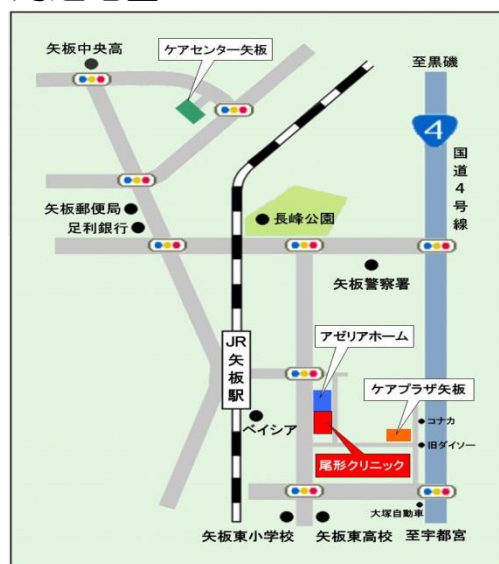 矢板中央高
ケアセンター矢板
至黒磯
4
国道4号線
矢板郵便局
足利銀行
長峰公園
矢板警察署
JR矢板駅
アゼリアホーム
ケアプラザ矢板
ベイシア
コナカ
旧ダイソー
尾形クリニック
大塚自動車
矢板東小学校
矢板東高校
至宇都宮